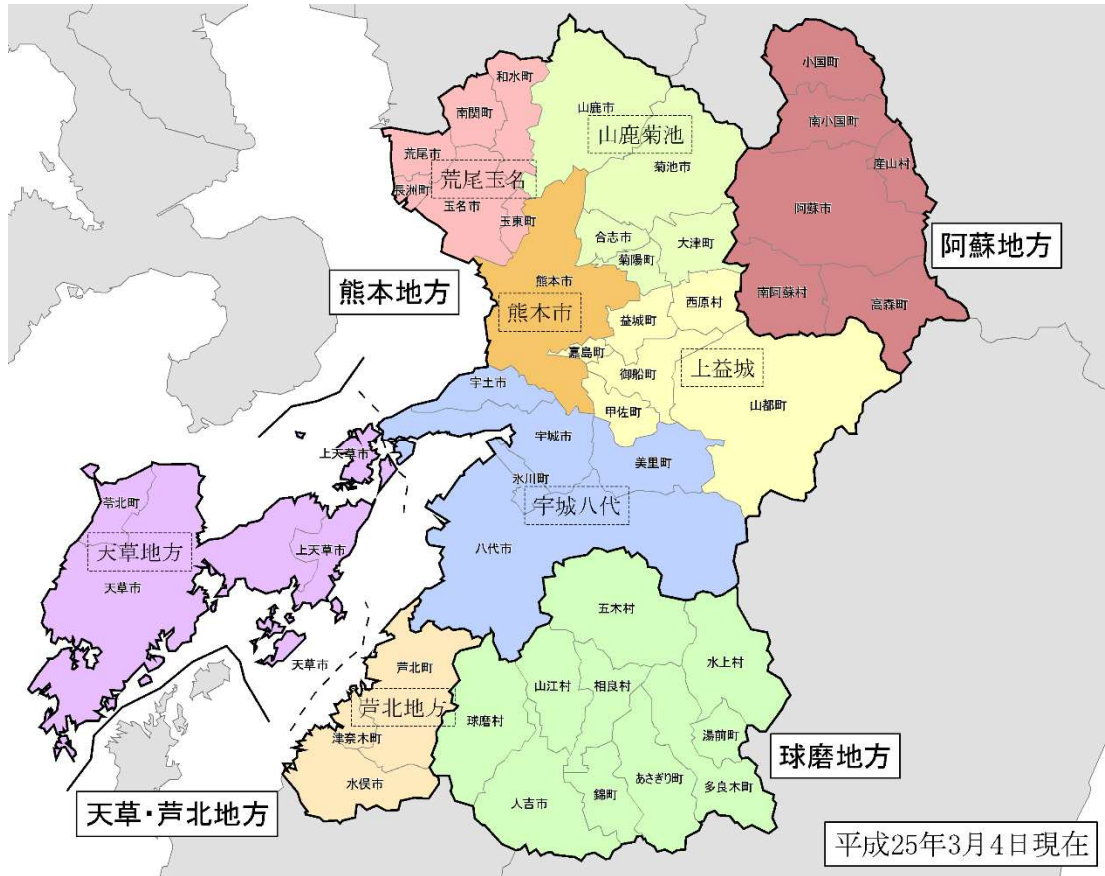 小国町
和水町
南関町
山鹿市
南小国町
山鹿菊池
荒尾市
菊池市
産山村
荒尾玉名
長洲町
玉名市
玉東町
阿蘇市
合志市
大津町
菊陽町
阿蘇地方
熊本地方
熊本市
西原村
南阿蘇村
高森町
熊本市
益城町
嘉島町
御船町
上益城
宇土市
甲佐町
山都町
宇城市
上天草市
美里町
氷川町
苓北町
宇城八代
天草地方
上天草市
八代市
天草市
五木村
天草市
芦北町
水上村
山江村
相良村
芦北地方
球磨村
津奈木町
湯前町
球磨地方
水俣市
あさぎり町
多良木町
人吉市
錦町
天草・芦北地方
平成25年3月4日現在